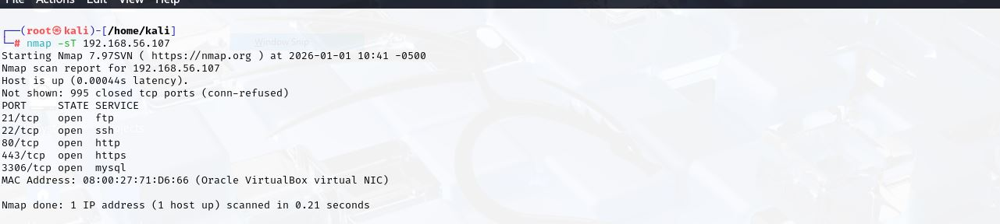 File Actions Edit View Help
┌──(root㉿kali)-[/home/kali]
└─# nmap -sT 192.168.56.107
Window Snip
Starting Nmap 7.97SVN ( https://nmap.org ) at 2026-01-01 10:41 -0500
Nmap scan report for 192.168.56.107
Host is up (0.00044s latency).
Not shown: 995 closed tcp ports (conn-refused)
PORT     STATE SERVICE
21/tcp   open  ftp
22/tcp   open  ssh
80/tcp   open  http
443/tcp  open  https
3306/tcp open  mysql
MAC Address: 08:00:27:71:D6:66 (Oracle VirtualBox virtual NIC)
Nmap done: 1 IP address (1 host up) scanned in 0.21 seconds